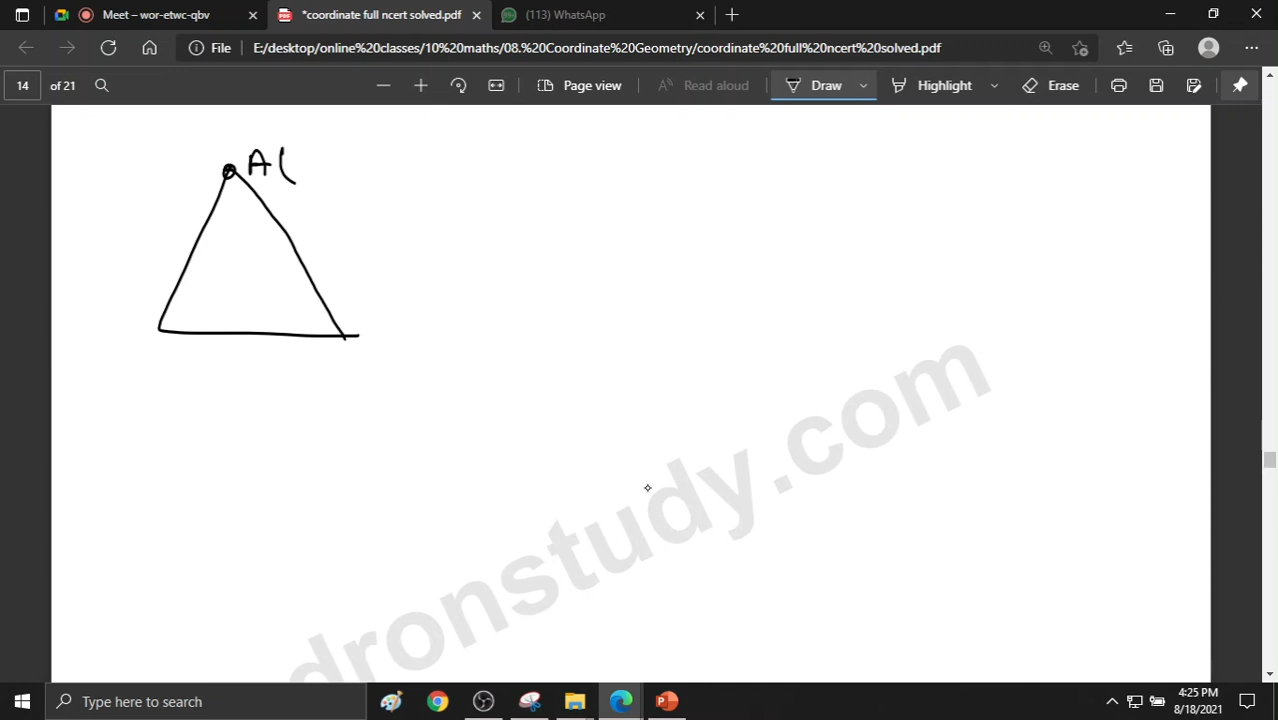 Meet – wor-etwc-qbv
*coordinate full ncert solved.pdf
(113) WhatsApp
File
E:/desktop/online%20classes/10%20maths/08.%20Coordinate%20Geometry/coordinate%20full%20ncert%20solved.pdf
14 of 21
Page view
Read aloud
Draw
Highlight
Erase
A(
dronstudy.com
Type here to search
4:25 PM
8/18/2021